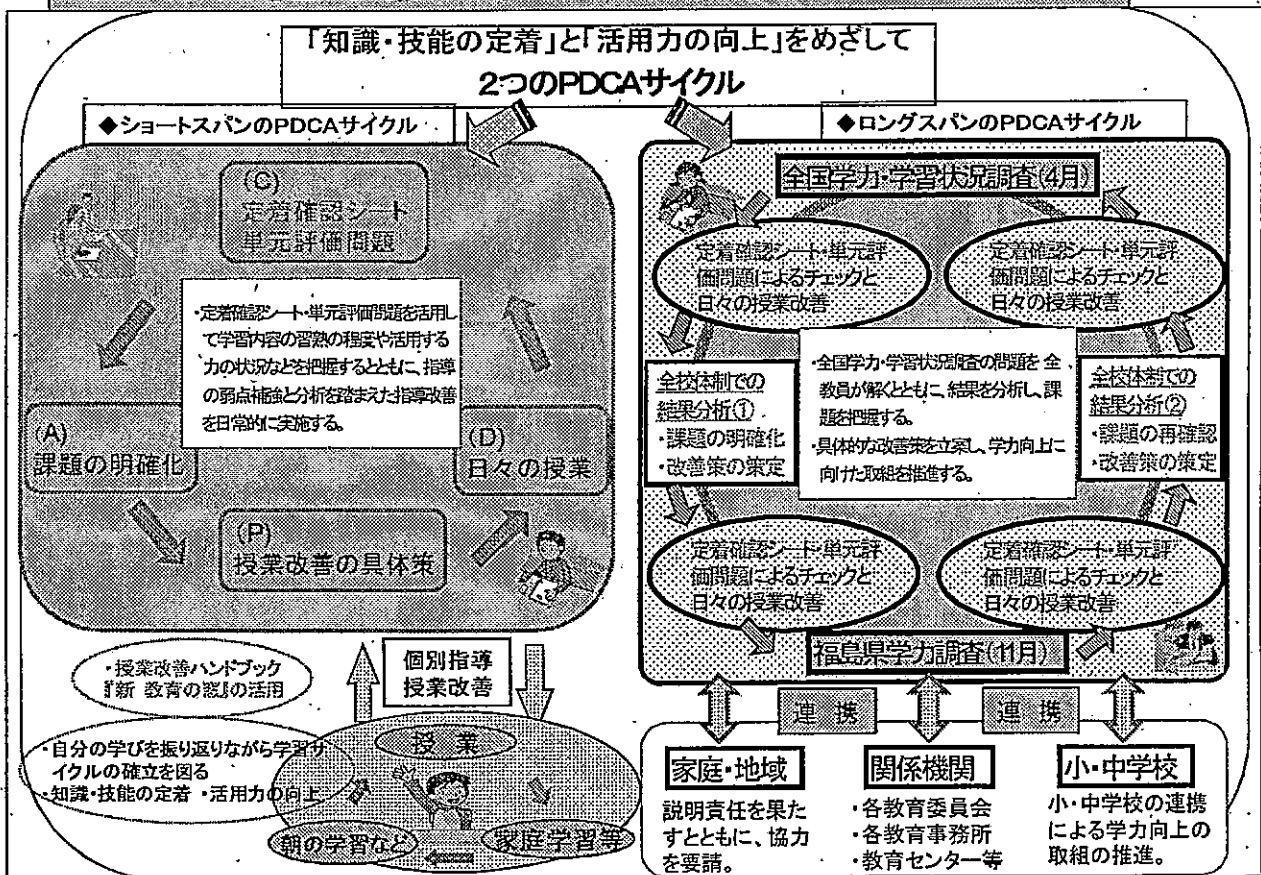 「知識・技能の定着」と「活用力の向上」をめざして
2つのPDCAサイクル
◆ショートスパンのPDCAサイクル
(C)
定着確認シート
単元評価問題
・定着確認シート・単元評価問題を活用し
て学習内容の習熟の程度や活用する
力の状況などを把握するとともに、指導
の弱点補強と分析を踏まえた指導改善
を日常的に実施する。
(A)
課題の明確化
(D)
日々の授業
(P)
授業改善の具体策
・授業改善ハンドブック
『新 教育の窓』の活用
個別指導
授業改善
・自分の学びを振り返りながら学習サ
イクルの確立を図る
・知識・技能の定着 ・活用力の向上
授 業
朝の学習など
家庭学習等
◆ロングスパンのPDCAサイクル
全国学力・学習状況調査(4月)
定着確認シート・単元評
価問題によるチェックと
日々の授業改善
定着確認シート・単元評
価問題によるチェックと
日々の授業改善
全校体制での
結果分析①
・課題の明確化
・改善策の策定
・全国学力・学習状況調査の問題を全
教員が解くとともに、結果を分析し、課
題を把握する。
・具体的な改善策を立案し、学力向上に
向けた取組を推進する。
全校体制での
結果分析②
・課題の再確認
・改善策の策定
定着確認シート・単元評
価問題によるチェックと
日々の授業改善
定着確認シート・単元評
価問題によるチェックと
日々の授業改善
福島県学力調査(11月)
連 携
連 携
家庭・地域
説明責任を果た
すとともに、協力
を要請。
関係機関
・各教育委員会
・各教育事務所
・教育センター等
小・中学校
小・中学校の連携
による学力向上の
取組の推進。